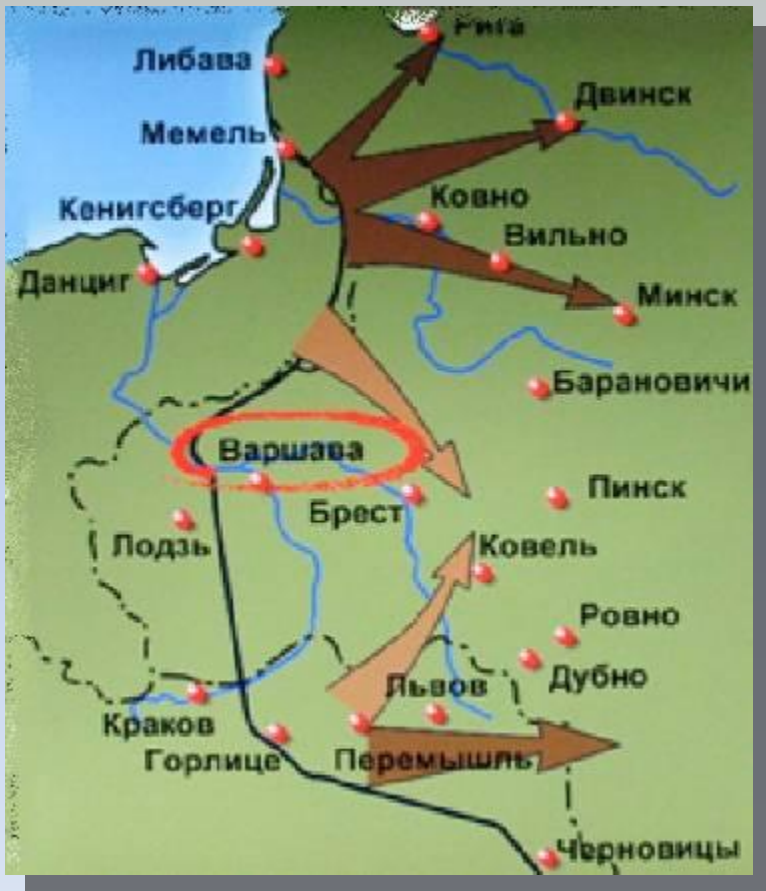 Рига
Либава
Двинск
Мемель
Ковно
Кенигсберг
Вильно
Данциг
Минск
Барановичи
Варшава
Пинск
Брест
Лодзь
Ковель
Ровно
Дубно
Львов
Краков
Горлице
Перемышль
Черновицы